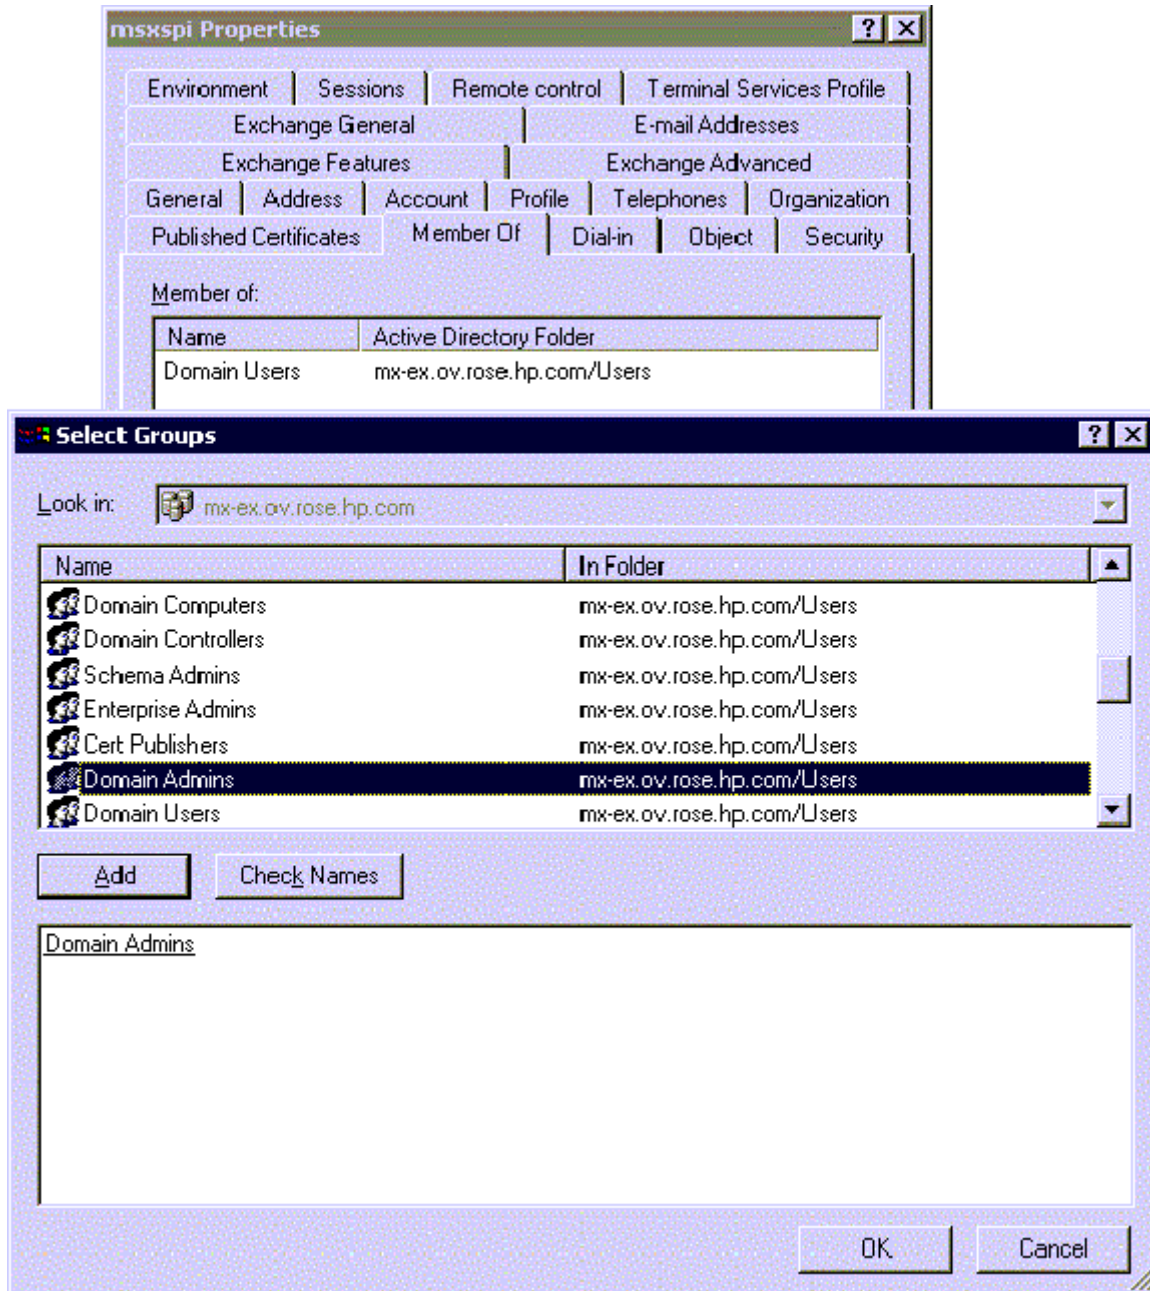 msxspi Properties
Environment Sessions Remote control Terminal Services Profile
Exchange General E-mail Addresses
Exchange Features Exchange Advanced
General Address Account Profile Telephones Organization
Published Certificates Member Of Dial-in Object Security
Member of:
Name Active Directory Folder
Domain Users mx-ex.ov.rose.hp.com/Users
Select Groups
Look in: mx-ex.ov.rose.hp.com
Name In Folder
Domain Computers mx-ex.ov.rose.hp.com/Users
Domain Controllers mx-ex.ov.rose.hp.com/Users
Schema Admins mx-ex.ov.rose.hp.com/Users
Enterprise Admins mx-ex.ov.rose.hp.com/Users
Cert Publishers mx-ex.ov.rose.hp.com/Users
Domain Admins mx-ex.ov.rose.hp.com/Users
Domain Users mx-ex.ov.rose.hp.com/Users
Add Check Names
Domain Admins
OK Cancel